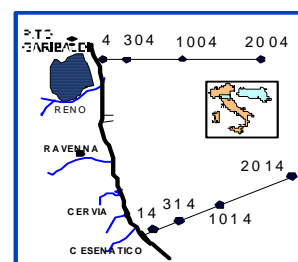 P.TO
GARIBALDI
4 304 1004 2004
RENO
RAVENNA
2014
CERVIA
14 314 1014
CESENATICO